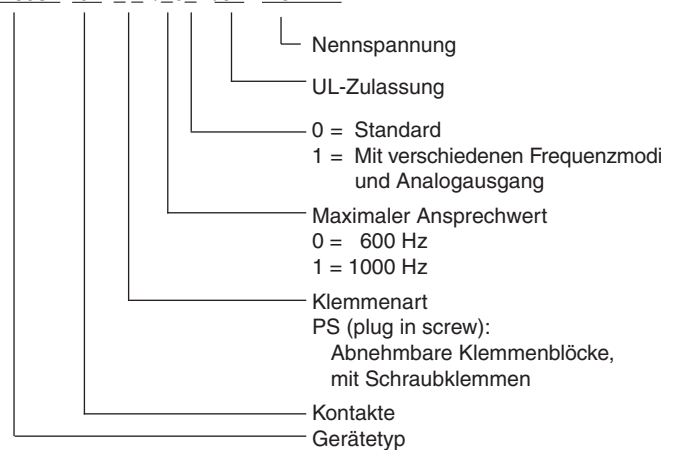 Nennspannung
UL-Zulassung
0 = Standard
1 = Mit verschiedenen Frequenzmodi
und Analogausgang
Maximaler Ansprechwert
0 = 600 Hz
1 = 1000 Hz
Klemmenart
PS (plug in screw):
Abnehmbare Klemmenblöcke,
mit Schraubklemmen
Kontakte
Gerätetyp